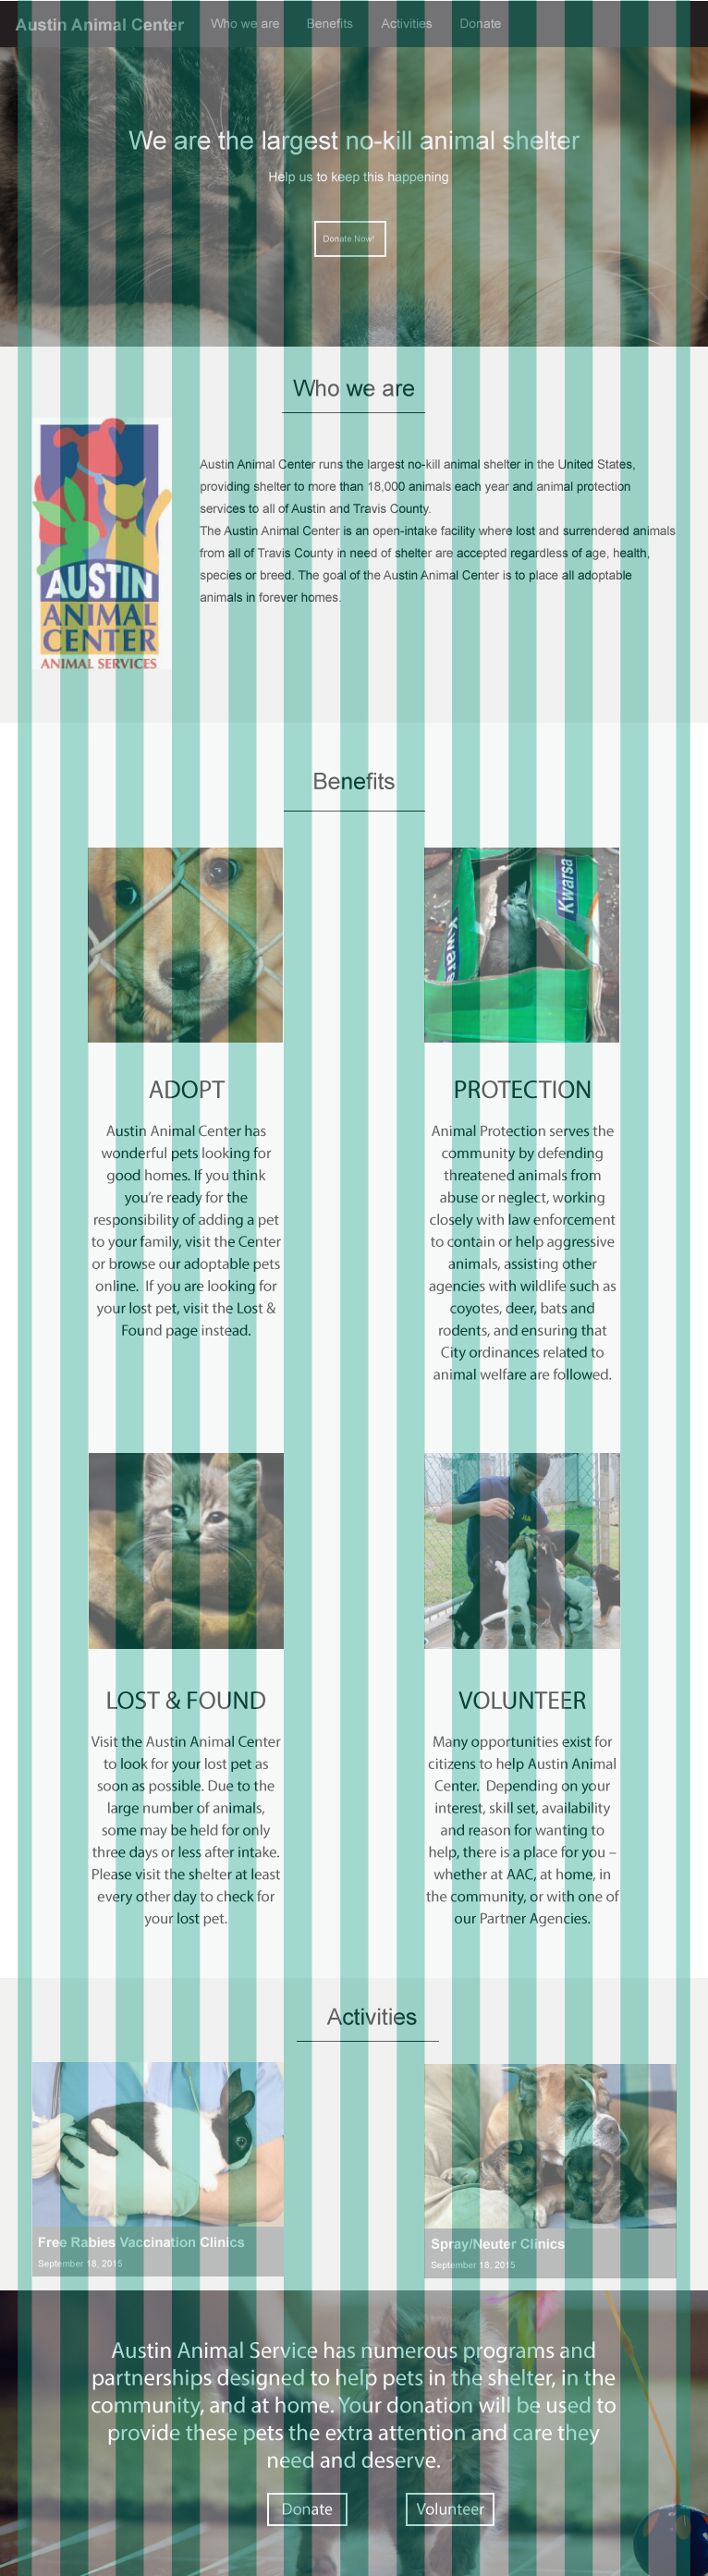 Austin Animal Center Who we are Benefits Activities Donate
We are the largest no-kill animal shelter
Help us to keep this happening
Donate Now!
Who we are
AUSTIN
ANIMAL
CENTER
ANIMAL SERVICES
Austin Animal Center runs the largest no-kill animal shelter in the United States,
providing shelter to more than 18,000 animals each year and animal protection
services to all of Austin and Travis County.
The Austin Animal Center is an open-intake facility where lost and surrendered animals
from all of Travis County in need of shelter are accepted regardless of age, health,
species or breed. The goal of the Austin Animal Center is to place all adoptable
animals in forever homes.
Benefits
Kwarsa
Kwarsa
ADOPT
Austin Animal Center has
wonderful pets looking for
good homes. If you think
you're ready for the
responsibility of adding a pet
to your family, visit the Center
or browse our adoptable pets
online. If you are looking for
your lost pet, visit the Lost &
Found page instead.
PROTECTION
Animal Protection serves the
community by defending
threatened animals from
abuse or neglect, working
closely with law enforcement
to contain or help aggressive
animals, assisting other
agencies with wildlife such as
coyotes, deer, bats and
rodents, and ensuring that
City ordinances related to
animal welfare are followed.
LOST & FOUND
Visit the Austin Animal Center
to look for your lost pet as
soon as possible. Due to the
large number of animals,
some may be held for only
three days or less after intake.
Please visit the shelter at least
every other day to check for
your lost pet.
VOLUNTEER
Many opportunities exist for
citizens to help Austin Animal
Center. Depending on your
interest, skill set, availability
and reason for wanting to
help, there is a place for you –
whether at AAC, at home, in
the community, or with one of
our Partner Agencies.
Activities
Free Rabies Vaccination Clinics
September 18, 2015
Spray/Neuter Clinics
September 18, 2015
Austin Animal Service has numerous programs and
partnerships designed to help pets in the shelter, in the
community, and at home. Your donation will be used to
provide these pets the extra attention and care they
need and deserve.
Donate Volunteer